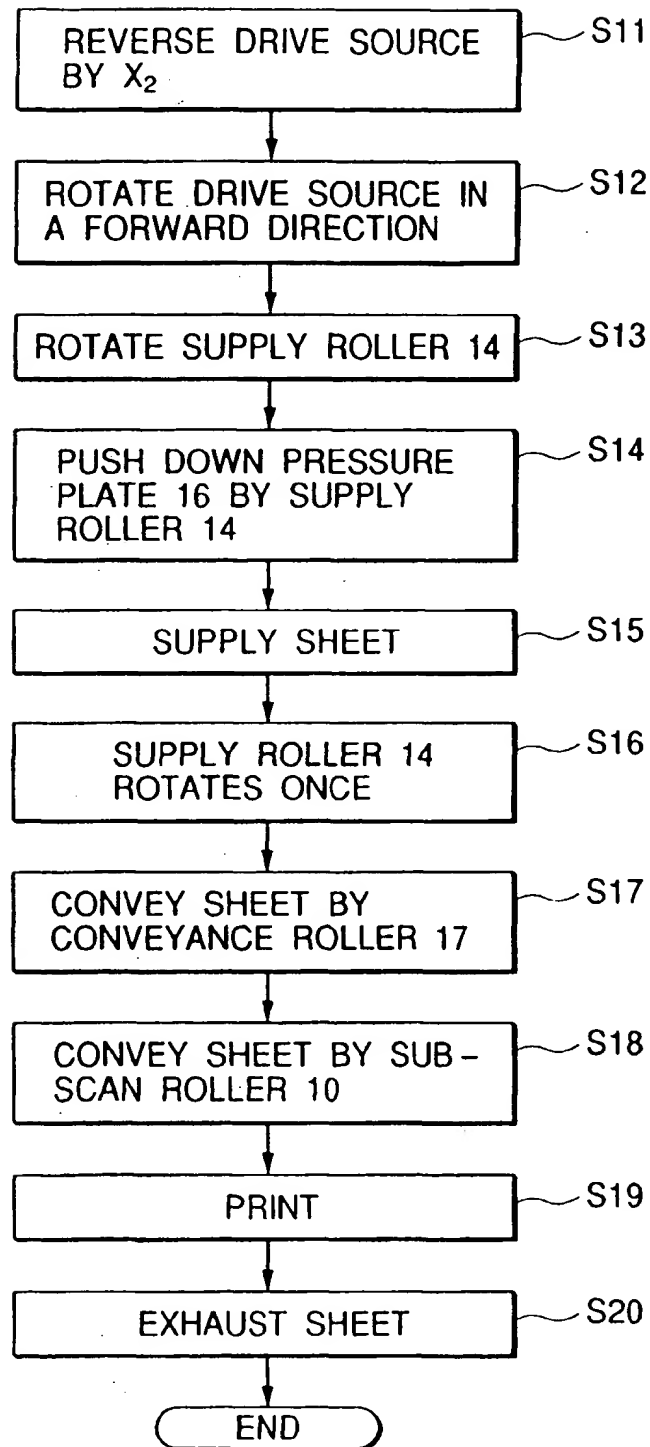 REVERSE DRIVE SOURCE
BY X₂
S11
ROTATE DRIVE SOURCE IN
A FORWARD DIRECTION
S12
ROTATE SUPPLY ROLLER 14
S13
PUSH DOWN PRESSURE
PLATE 16 BY SUPPLY
ROLLER 14
S14
SUPPLY SHEET
S15
SUPPLY ROLLER 14
ROTATES ONCE
S16
CONVEY SHEET BY
CONVEYANCE ROLLER 17
S17
CONVEY SHEET BY SUB-
SCAN ROLLER 10
S18
PRINT
S19
EXHAUST SHEET
S20
END